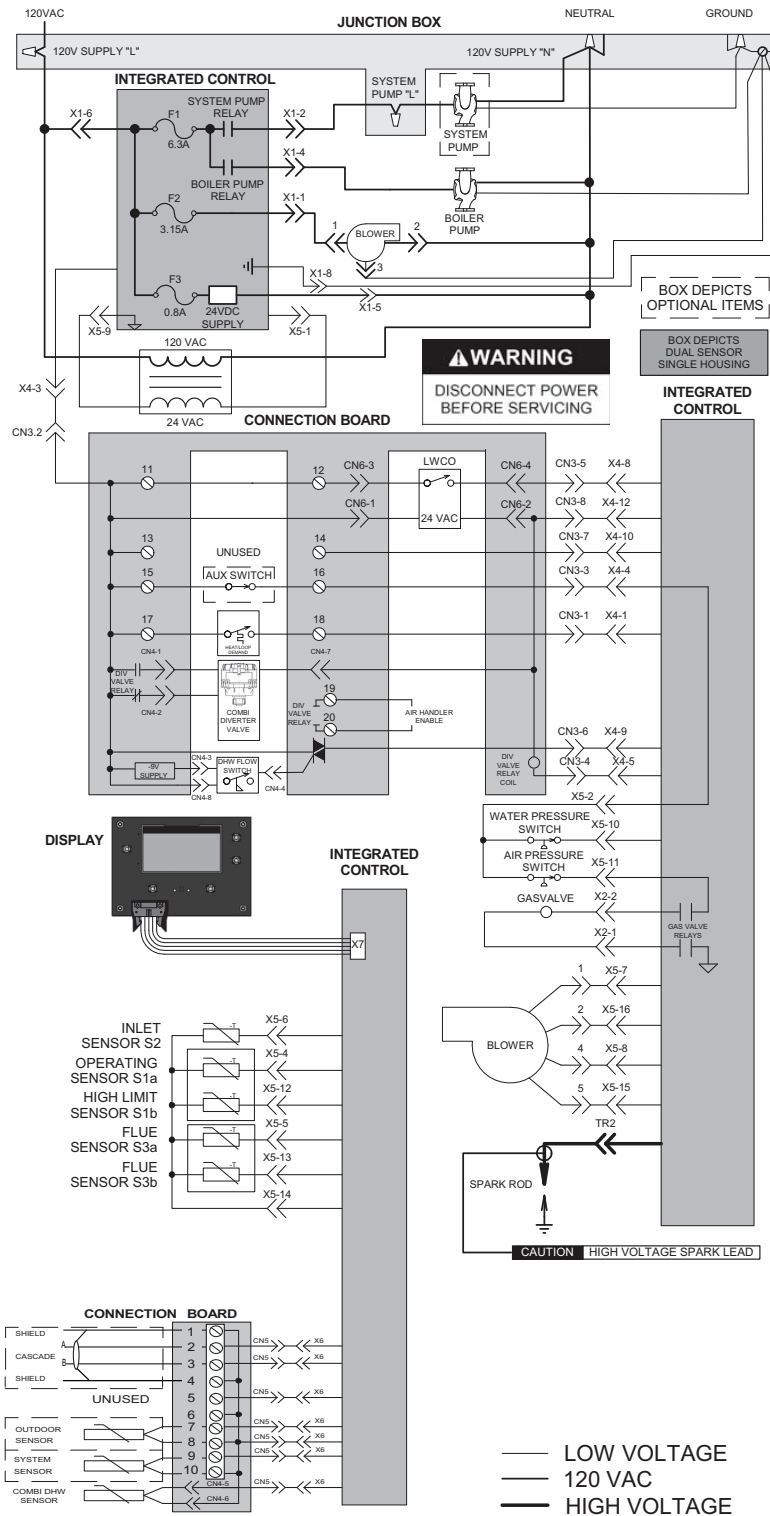 120VAC
NEUTRAL
GROUND
JUNCTION BOX
120V SUPPLY "L"
120V SUPPLY "N"
INTEGRATED CONTROL
SYSTEM
PUMP "L"
SYSTEM PUMP
RELAY
X1-6
F1
6.3A
X1-2
SYSTEM
PUMP
X1-4
BOILER PUMP
RELAY
F2
3.15A
X1-1
BOILER
PUMP
1
BLOWER
2
3
F3
0.8A
24VDC
SUPPLY
X1-8
X1-5
X5-9
X5-1
BOX DEPICTS
OPTIONAL ITEMS
BOX DEPICTS
DUAL SENSOR
SINGLE HOUSING
120 VAC
24 VAC
WARNING
DISCONNECT POWER
BEFORE SERVICING
X4-3
CN3.2
CONNECTION BOARD
INTEGRATED
CONTROL
11
12
CN6-3
LWCO
CN6-4
CN3-5
X4-8
CN6-1
24 VAC
CN6-2
CN3-8
X4-12
13
14
CN3-7
X4-10
UNUSED
15
AUX SWITCH
16
CN3-3
X4-4
17
HEAT/LOOP
DEMAND
18
CN3-1
X4-1
CN4-1
CN4-7
DIV
VALVE
RELAY
CN4-2
COMBI
DIVERTER
VALVE
DIV
VALVE
RELAY
19
20
AIR HANDLER
ENABLE
CN3-6
X4-9
CN3-4
X4-5
DIV
VALVE
RELAY
COIL
-9V
SUPPLY
CN4-3
CN4-8
DHW FLOW
SWITCH
CN4-4
X5-2
WATER PRESSURE
SWITCH
X5-10
AIR PRESSURE
SWITCH
X5-11
GASVALVE
X2-2
X2-1
GAS VALVE
RELAYS
DISPLAY
INTEGRATED
CONTROL
X7
BLOWER
1
X5-7
2
X5-16
4
X5-8
5
X5-15
TR2
SPARK ROD
CAUTION HIGH VOLTAGE SPARK LEAD
INLET
SENSOR S2
-T
X5-6
OPERATING
SENSOR S1a
-T
X5-4
HIGH LIMIT
SENSOR S1b
-T
X5-12
FLUE
SENSOR S3a
-T
X5-5
FLUE
SENSOR S3b
-T
X5-13
X5-14
CONNECTION BOARD
SHIELD
1
A
2
CN5
X6
CASCADE
B
3
CN5
X6
SHIELD
4
UNUSED
5
CN5
X6
6
OUTDOOR
SENSOR
7
CN5
X6
8
CN5
X6
SYSTEM
SENSOR
9
CN5
X6
10
COMBI DHW
SENSOR
CN4-5
CN5
X6
CN4-6
LOW VOLTAGE
120 VAC
HIGH VOLTAGE